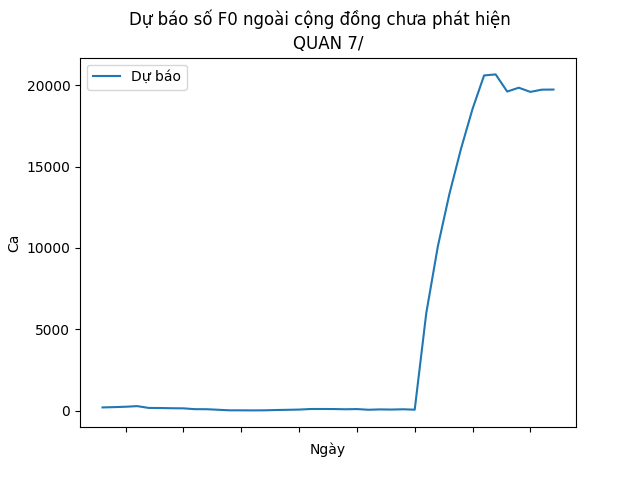 Dự báo số F0 ngoài cộng đồng chưa phát hiện
QUAN 7/
Dự báo
20000
15000
10000
5000
0
Ca
Ngày